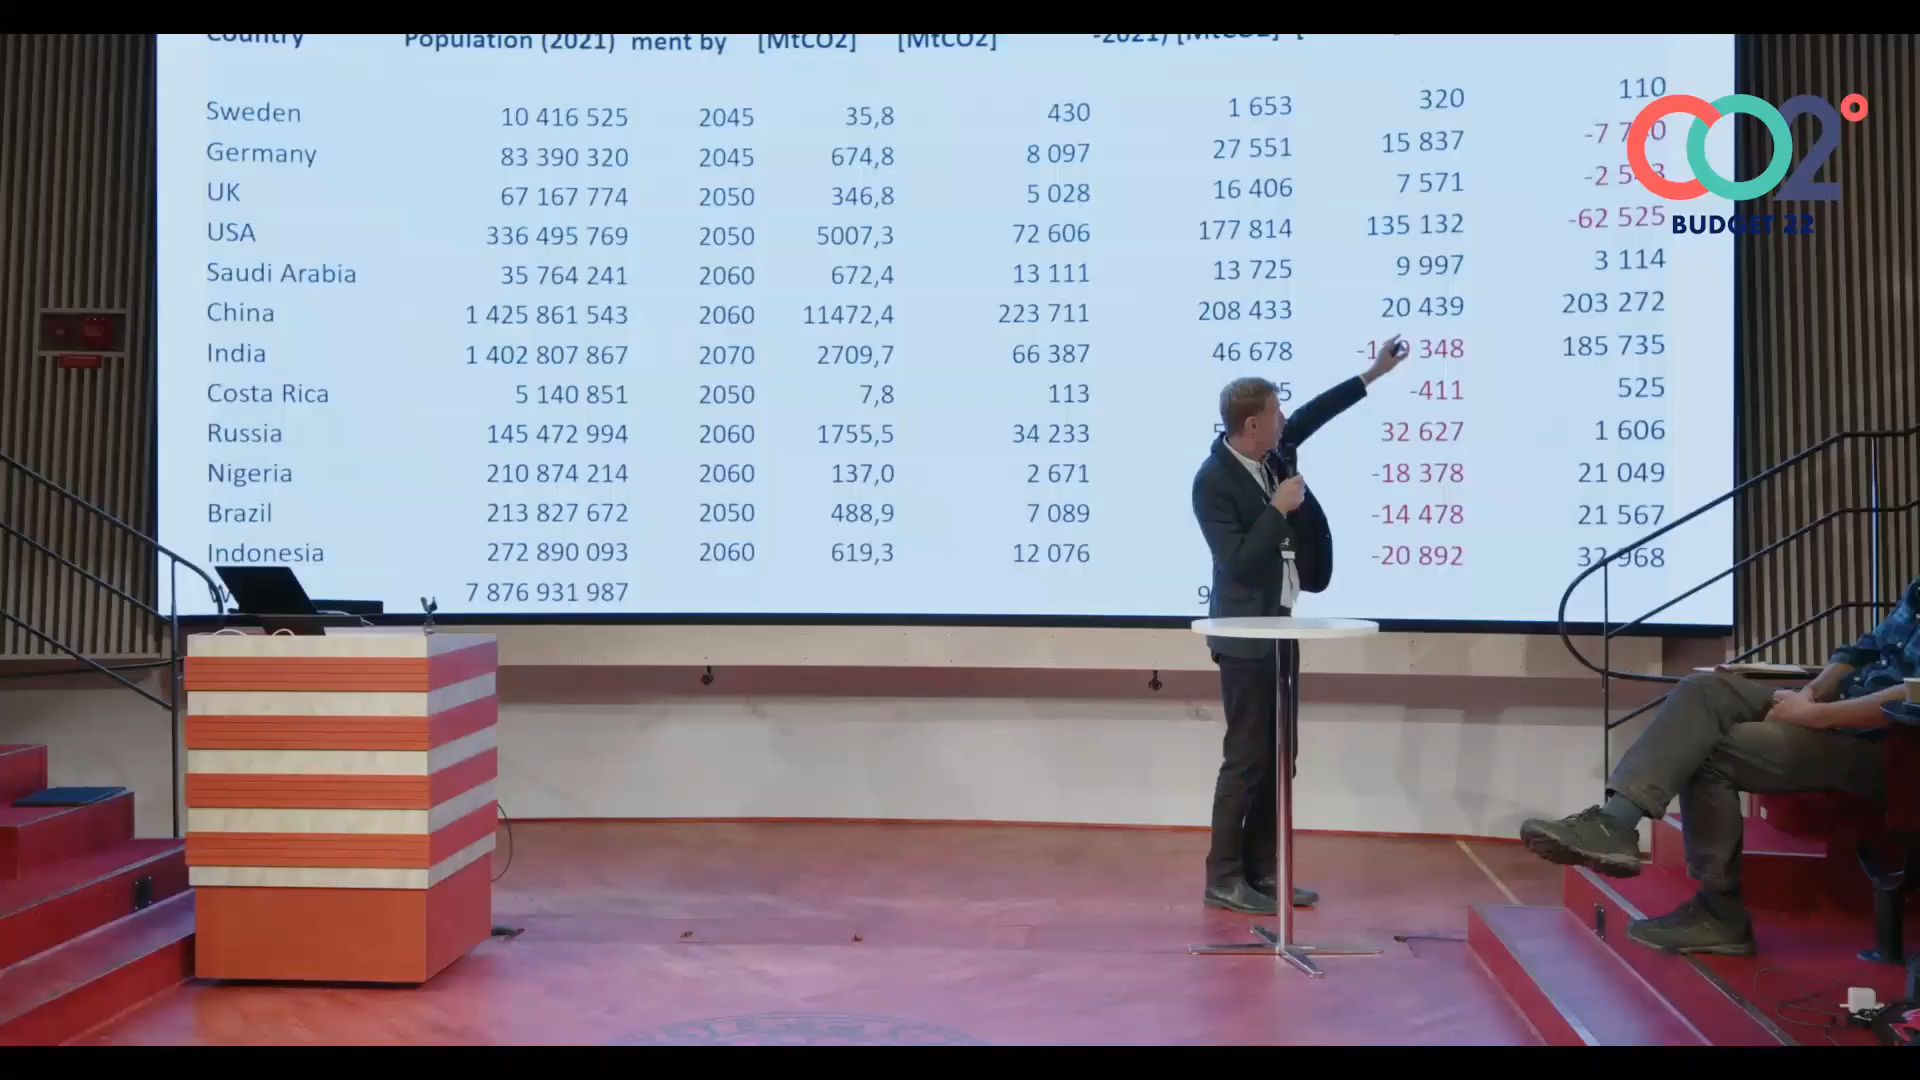 Country Population (2021) ment by [MtCO2] [MtCO2] -2021) [MtCO2]
Sweden 10 416 525 2045 35,8 430 1 653 320 110
Germany 83 390 320 2045 674,8 8 097 27 551 15 837
UK 67 167 774 2050 346,8 5 028 16 406 7 571
USA 336 495 769 2050 5007,3 72 606 177 814 135 132 -62 525
Saudi Arabia 35 764 241 2060 672,4 13 111 13 725 9 997 3 114
China 1 425 861 543 2060 11472,4 223 711 208 433 20 439 203 272
India 1 402 807 867 2070 2709,7 66 387 46 678 348 185 735
Costa Rica 5 140 851 2050 7,8 113 -411 525
Russia 145 472 994 2060 1755,5 34 233 32 627 1 606
Nigeria 210 874 214 2060 137,0 2 671 -18 378 21 049
Brazil 213 827 672 2050 488,9 7 089 -14 478 21 567
Indonesia 272 890 093 2060 619,3 12 076 -20 892 968
7 876 931 987
CO2°
BUDGET 22